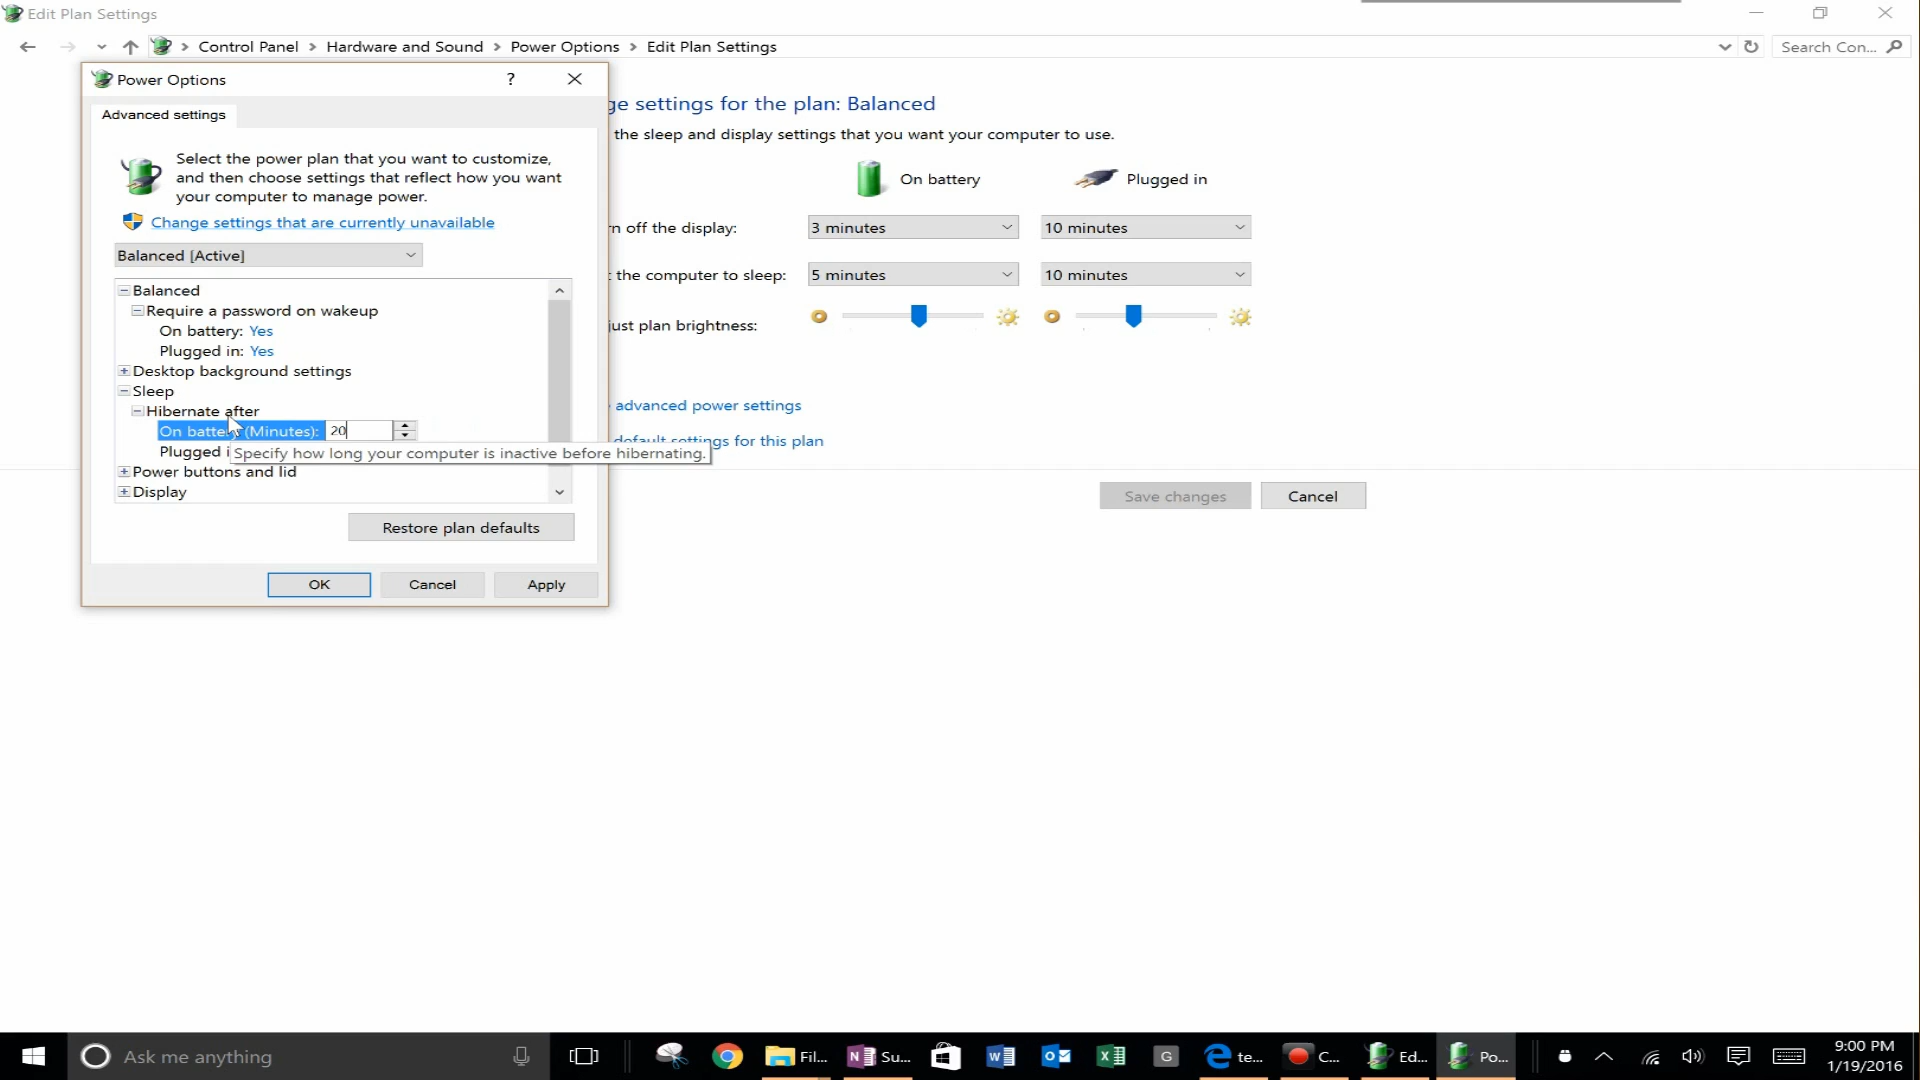 Edit Plan Settings
Control Panel > Hardware and Sound > Power Options > Edit Plan Settings
Search Con...
Power Options
?
Advanced settings
Select the power plan that you want to customize,
and then choose settings that reflect how you want
your computer to manage power.
Change settings that are currently unavailable
Balanced [Active]
Balanced
Require a password on wakeup
On battery: Yes
Plugged in: Yes
Desktop background settings
Sleep
Hibernate after
On battery (Minutes): 20
Plugged i
Specify how long your computer is inactive before hibernating.
Power buttons and lid
Display
Restore plan defaults
OK
Cancel
Apply
ge settings for the plan: Balanced
the sleep and display settings that you want your computer to use.
On battery
Plugged in
rn off the display:
3 minutes
10 minutes
the computer to sleep:
5 minutes
10 minutes
just plan brightness:
advanced power settings
default settings for this plan
Save changes
Cancel
Ask me anything
Fil...
Su...
te...
C...
Ed...
Po...
9:00 PM
1/19/2016